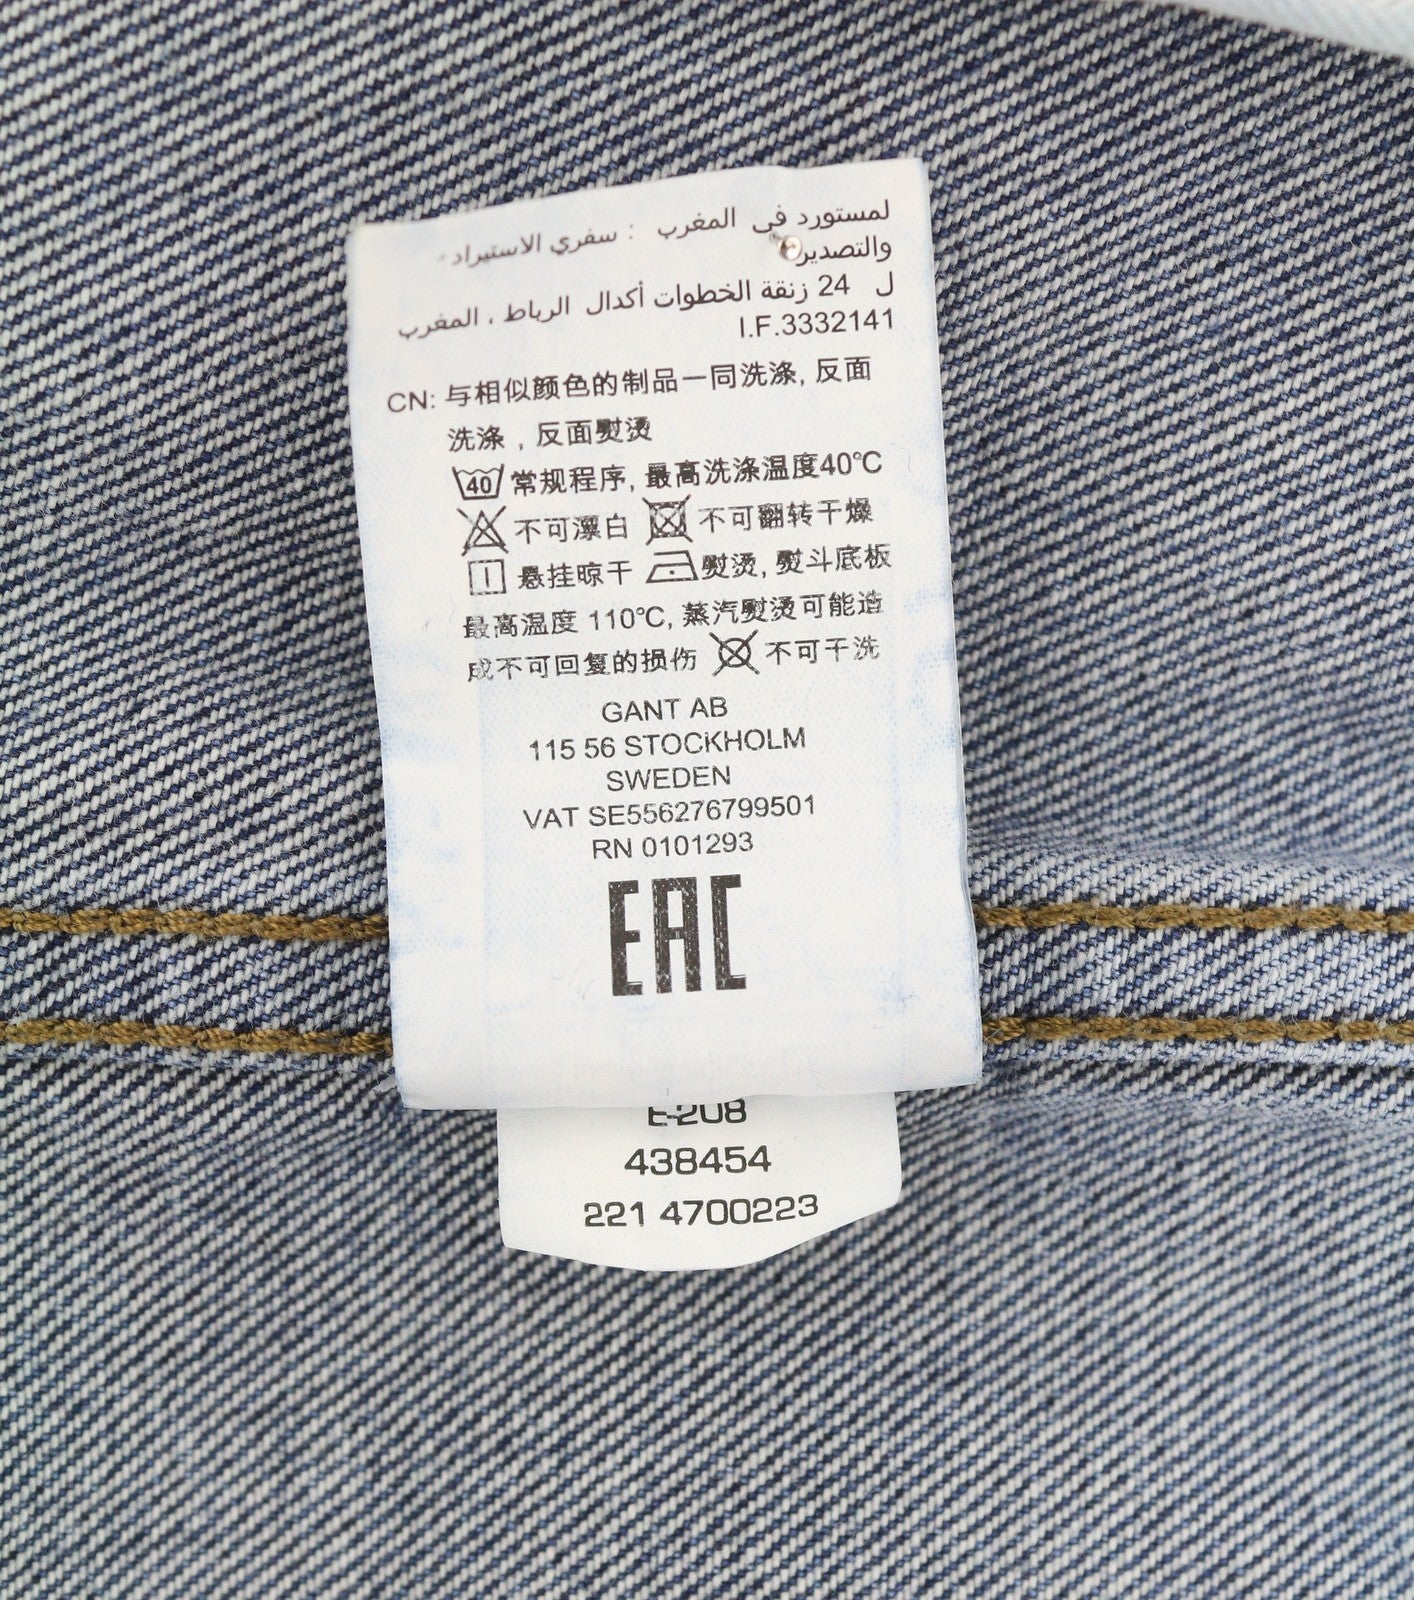 لمستورد في المغرب : سفري الاستيراد
والتصدير
ل 24 زنقة الخطوات أكدال الرباط ، المغرب
I.F.3332141
CN: 与相似颜色的制品一同洗涤, 反面
洗涤 , 反面熨烫
40 常规程序, 最高洗涤温度40℃
不可漂白 不可翻转干燥
悬挂晾干 熨烫, 熨斗底板
最高温度 110℃, 蒸汽熨烫可能造
成不可回复的损伤 不可干洗
GANT AB
115 56 STOCKHOLM
SWEDEN
VAT SE556276799501
RN 0101293
EAC
E-208
438454
221 4700223